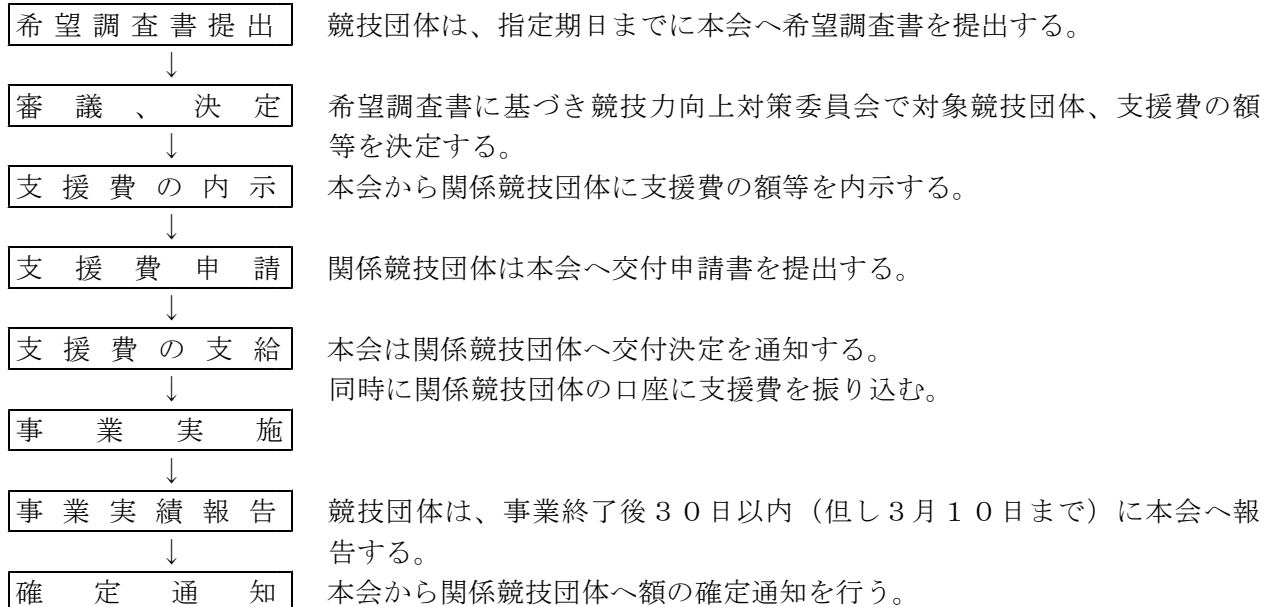 希望調査書提出 競技団体は、指定期日までに本会へ希望調査書を提出する。
↓
審議、決定 希望調査書に基づき競技力向上対策委員会で対象競技団体、支援費の額
↓ 等を決定する。
支援費の内示 本会から関係競技団体に支援費の額等を内示する。
↓
支援費申請 関係競技団体は本会へ交付申請書を提出する。
↓
支援費の支給 本会は関係競技団体へ交付決定を通知する。
↓ 同時に関係競技団体の口座に支援費を振り込む。
事業実施
↓
事業実績報告 競技団体は、事業終了後30日以内(但し3月10日まで)に本会へ報
↓ 告する。
確定通知 本会から関係競技団体へ額の確定通知を行う。